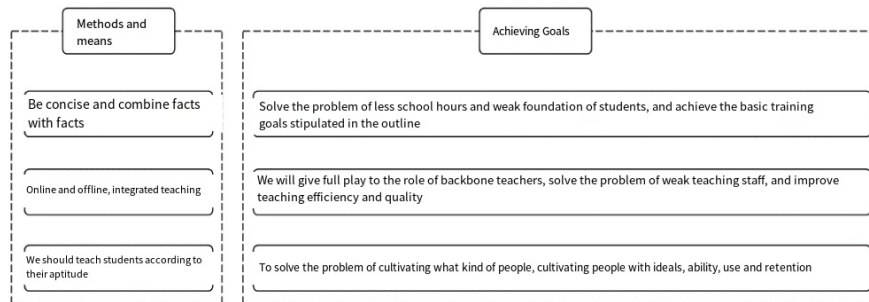 Methods and
means
Achieving Goals
Be concise and combine facts
with facts
Solve the problem of less school hours and weak foundation of students, and achieve the basic training
goals stipulated in the outline
Online and offline, integrated teaching
We will give full play to the role of backbone teachers, solve the problem of weak teaching staff, and improve
teaching efficiency and quality
We should teach students according to
their aptitude
To solve the problem of cultivating what kind of people, cultivating people with ideals, ability, use and retention